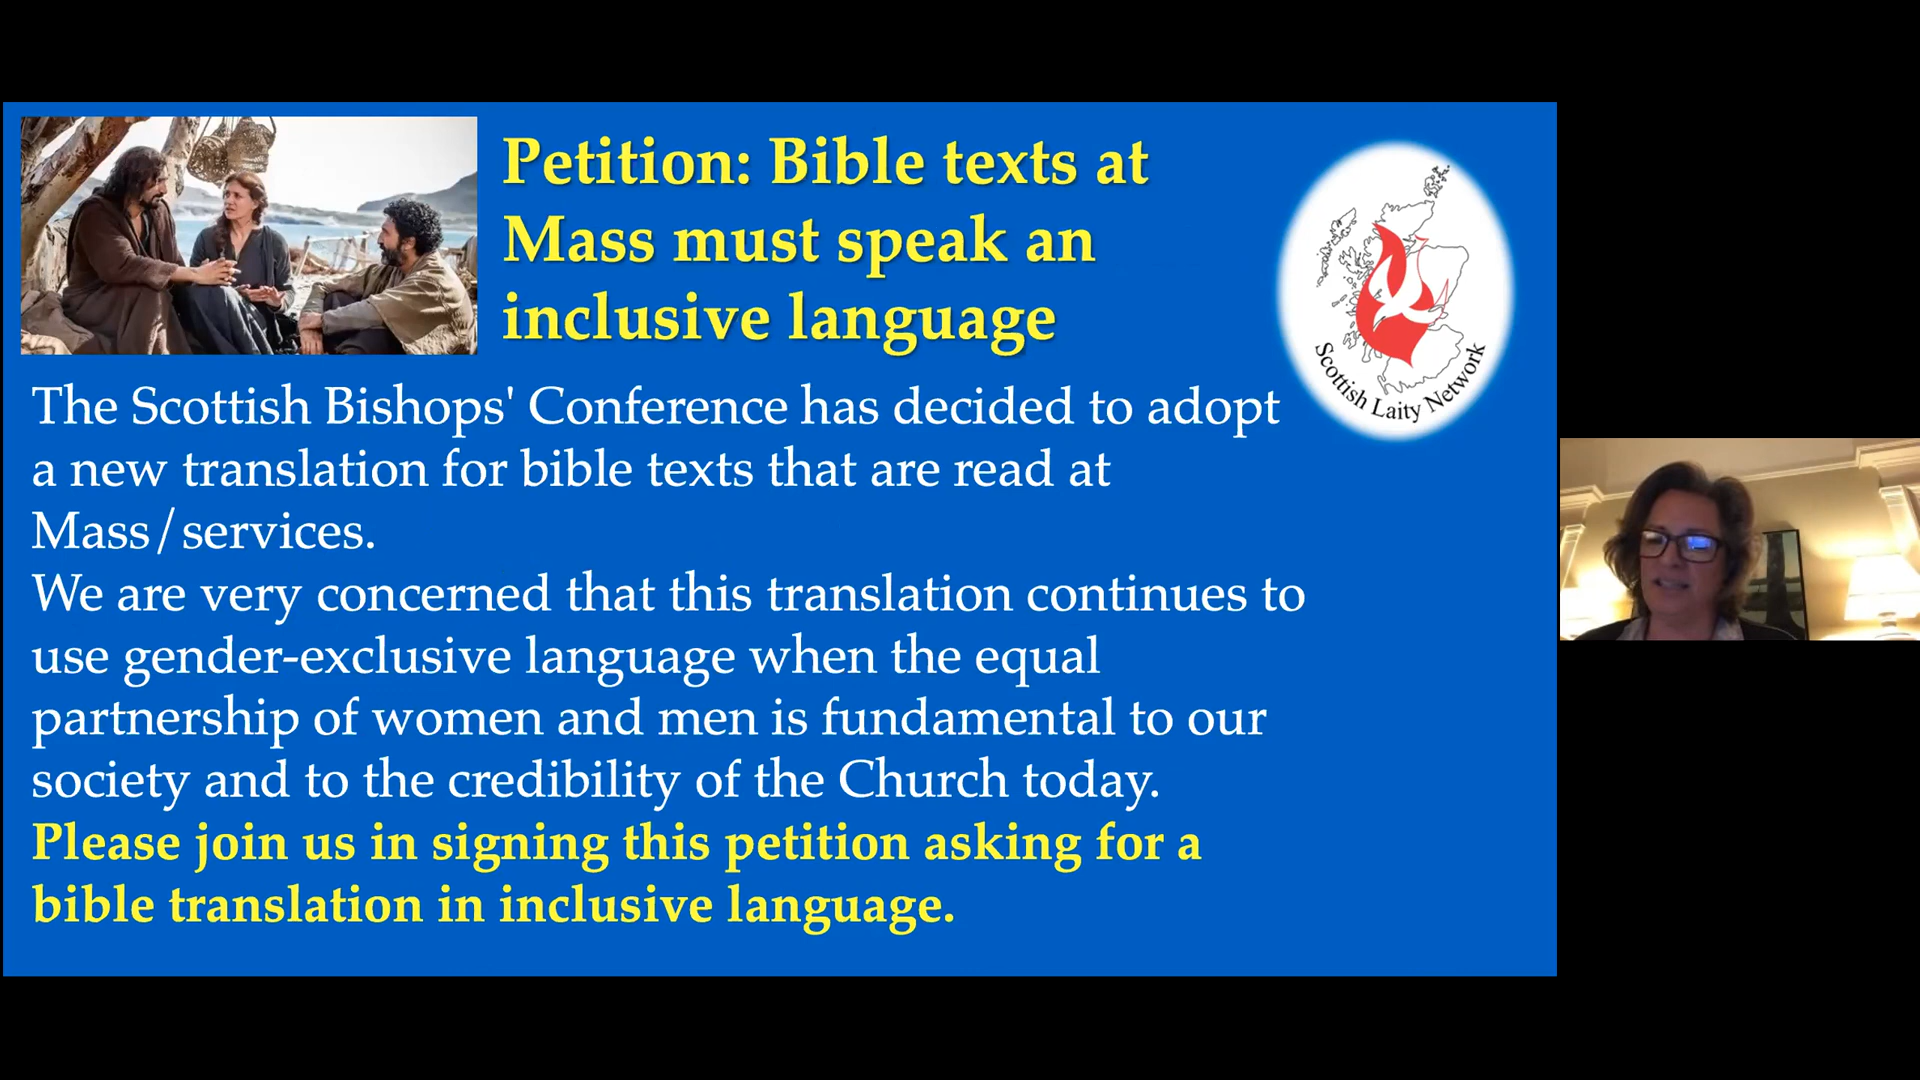 Petition: Bible texts at
Mass must speak an
inclusive language
Scottish Laity Network
The Scottish Bishops' Conference has decided to adopt
a new translation for bible texts that are read at
Mass/services.
We are very concerned that this translation continues to
use gender-exclusive language when the equal
partnership of women and men is fundamental to our
society and to the credibility of the Church today.
Please join us in signing this petition asking for a
bible translation in inclusive language.